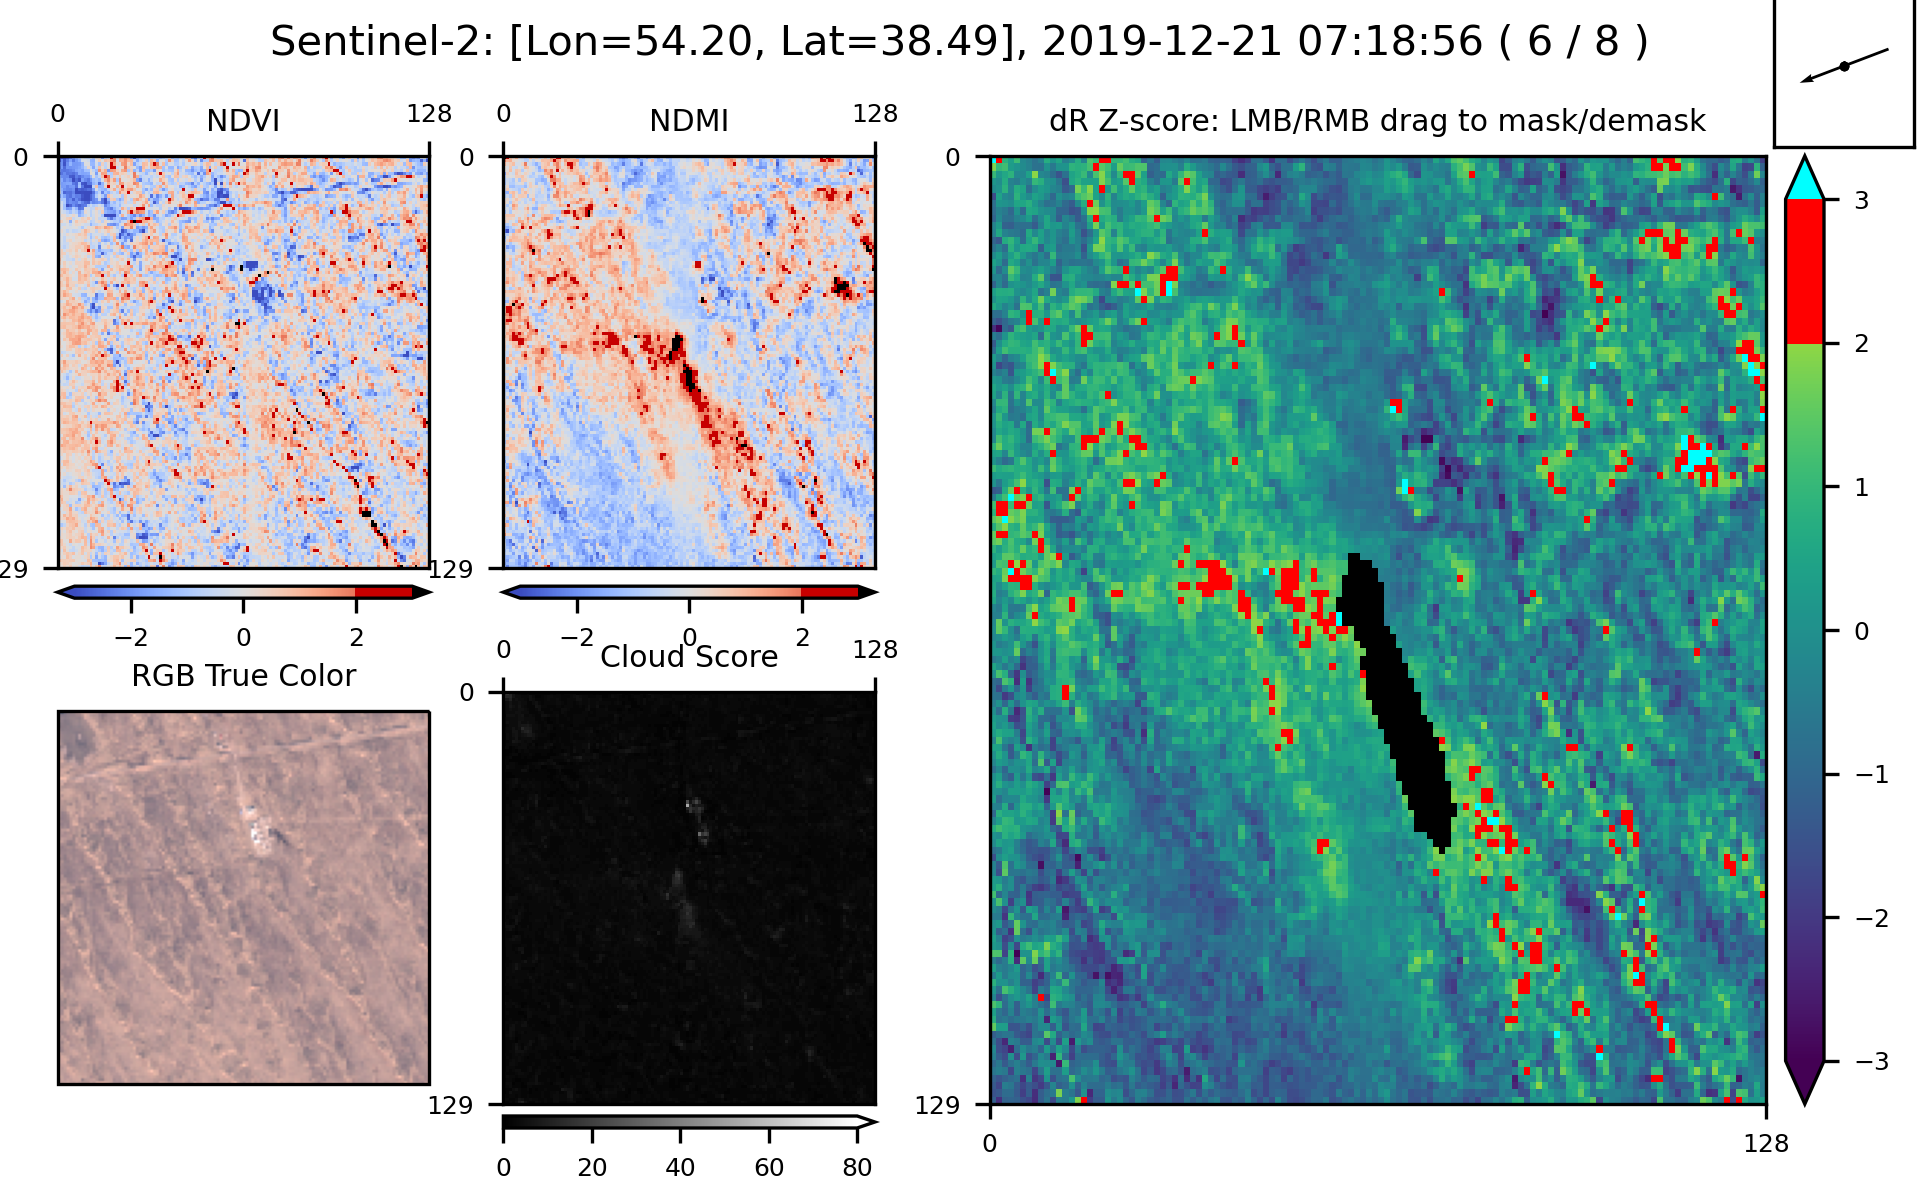 Sentinel-2: [Lon=54.20, Lat=38.49], 2019-12-21 07:18:56 ( 6 / 8 )
0 NDVI 128
0
29
−2 0 2
0 NDMI 128
0
129
−2 0 2
dR Z-score: LMB/RMB drag to mask/demask
0
129
0 128
3
2
1
0
−1
−2
−3
RGB True Color
0 Cloud Score 128
0
129
0 20 40 60 80